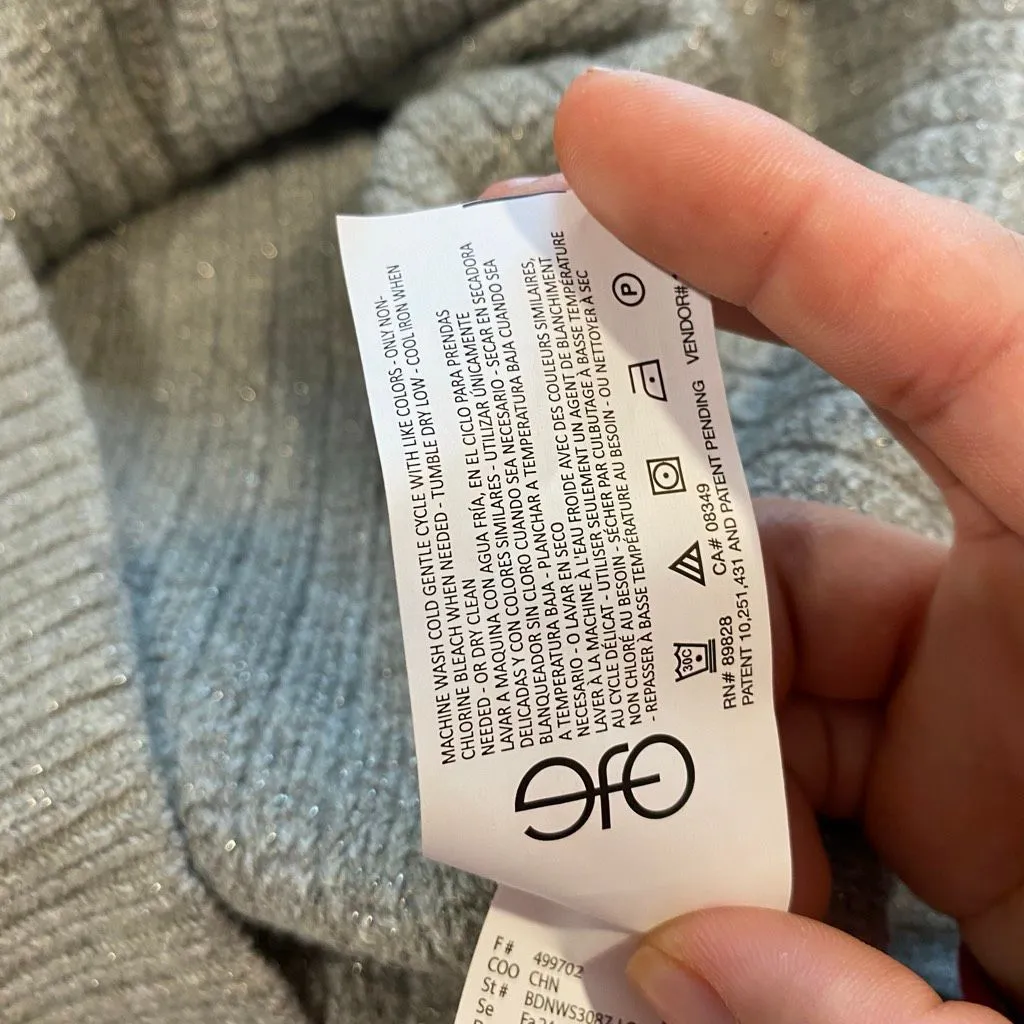 MACHINE WASH COLD GENTLE CYCLE WITH LIKE COLORS - ONLY NON-
CHLORINE BLEACH WHEN NEEDED - TUMBLE DRY LOW - COOL IRON WHEN
NEEDED - OR DRY CLEAN
LAVAR A MAQUINA CON AGUA FRÍA, EN EL CICLO PARA PRENDAS
DELICADAS Y CON COLORES SIMILARES - UTILIZAR ÚNICAMENTE
BLANQUEADOR SIN CLORO CUANDO SEA NECESARIO - SECAR EN SECADORA
A TEMPERATURA BAJA - PLANCHAR A TEMPERATURA BAJA CUANDO SEA
NECESARIO - O LAVAR EN SECO
LAVER À LA MACHINE À L'EAU FROIDE AVEC DES COULEURS SIMILAIRES,
AU CYCLE DÉLICAT - UTILISER SEULEMENT UN AGENT DE BLANCHIMENT
NON CHLORÉ AU BESOIN - SÉCHER PAR CULBUTAGE À BASSE TEMPÉRATURE
- REPASSER À BASSE TEMPÉRATURE AU BESOIN - OU NETTOYER À SEC
30C
P
RN# 89828 CA# 08349
PATENT 10,251,431 AND PATENT PENDING VENDOR#
F# 499702
COO CHN
St# BDNWS3087
Se